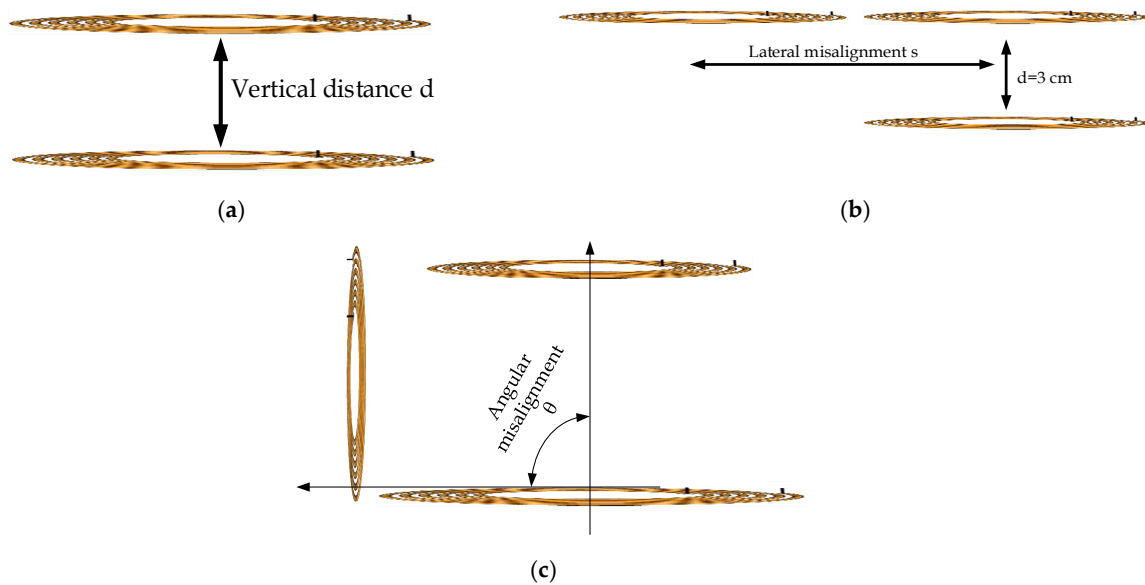 Vertical distance d
(a)
Lateral misalignment s
d=3 cm
(b)
Angular
misalignment
θ
(c)